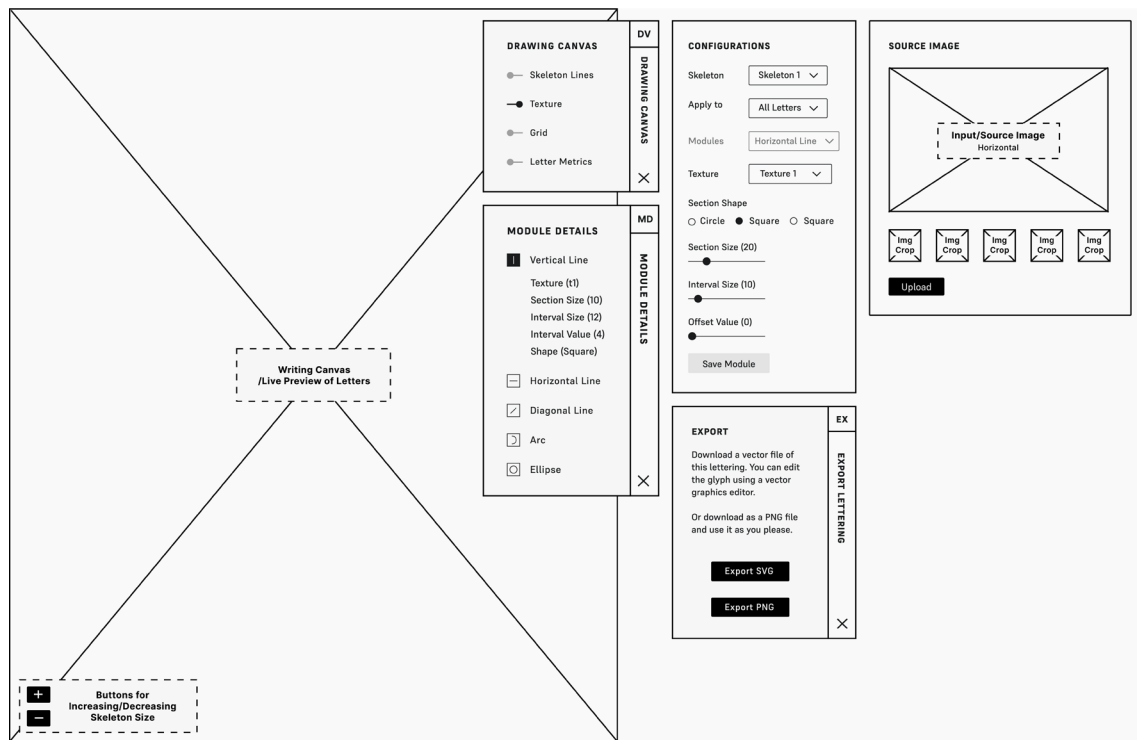 DRAWING CANVAS
Skeleton Lines
Texture
Grid
Letter Metrics
DV
DRAWING CANVAS
MODULE DETAILS
Vertical Line
Texture (t1)
Section Size (10)
Interval Size (12)
Interval Value (4)
Shape (Square)
Horizontal Line
Diagonal Line
Arc
Ellipse
MD
MODULE DETAILS
Writing Canvas
/Live Preview of Letters
+
−
Buttons for
Increasing/Decreasing
Skeleton Size
CONFIGURATIONS
Skeleton Skeleton 1
Apply to All Letters
Modules Horizontal Line
Texture Texture 1
Section Shape
Circle Square Square
Section Size (20)
Interval Size (10)
Offset Value (0)
Save Module
EXPORT
Download a vector file of
this lettering. You can edit
the glyph using a vector
graphics editor.
Or download as a PNG file
and use it as you please.
Export SVG
Export PNG
EX
EXPORT LETTERING
SOURCE IMAGE
Input/Source Image
Horizontal
Img Img Img Img Img
Crop Crop Crop Crop Crop
Upload